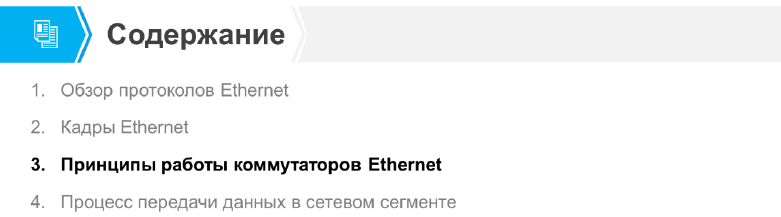 Содержание
1. Обзор протоколов Ethernet
2. Кадры Ethernet
3. Принципы работы коммутаторов Ethernet
4. Процесс передачи данных в сетевом сегменте